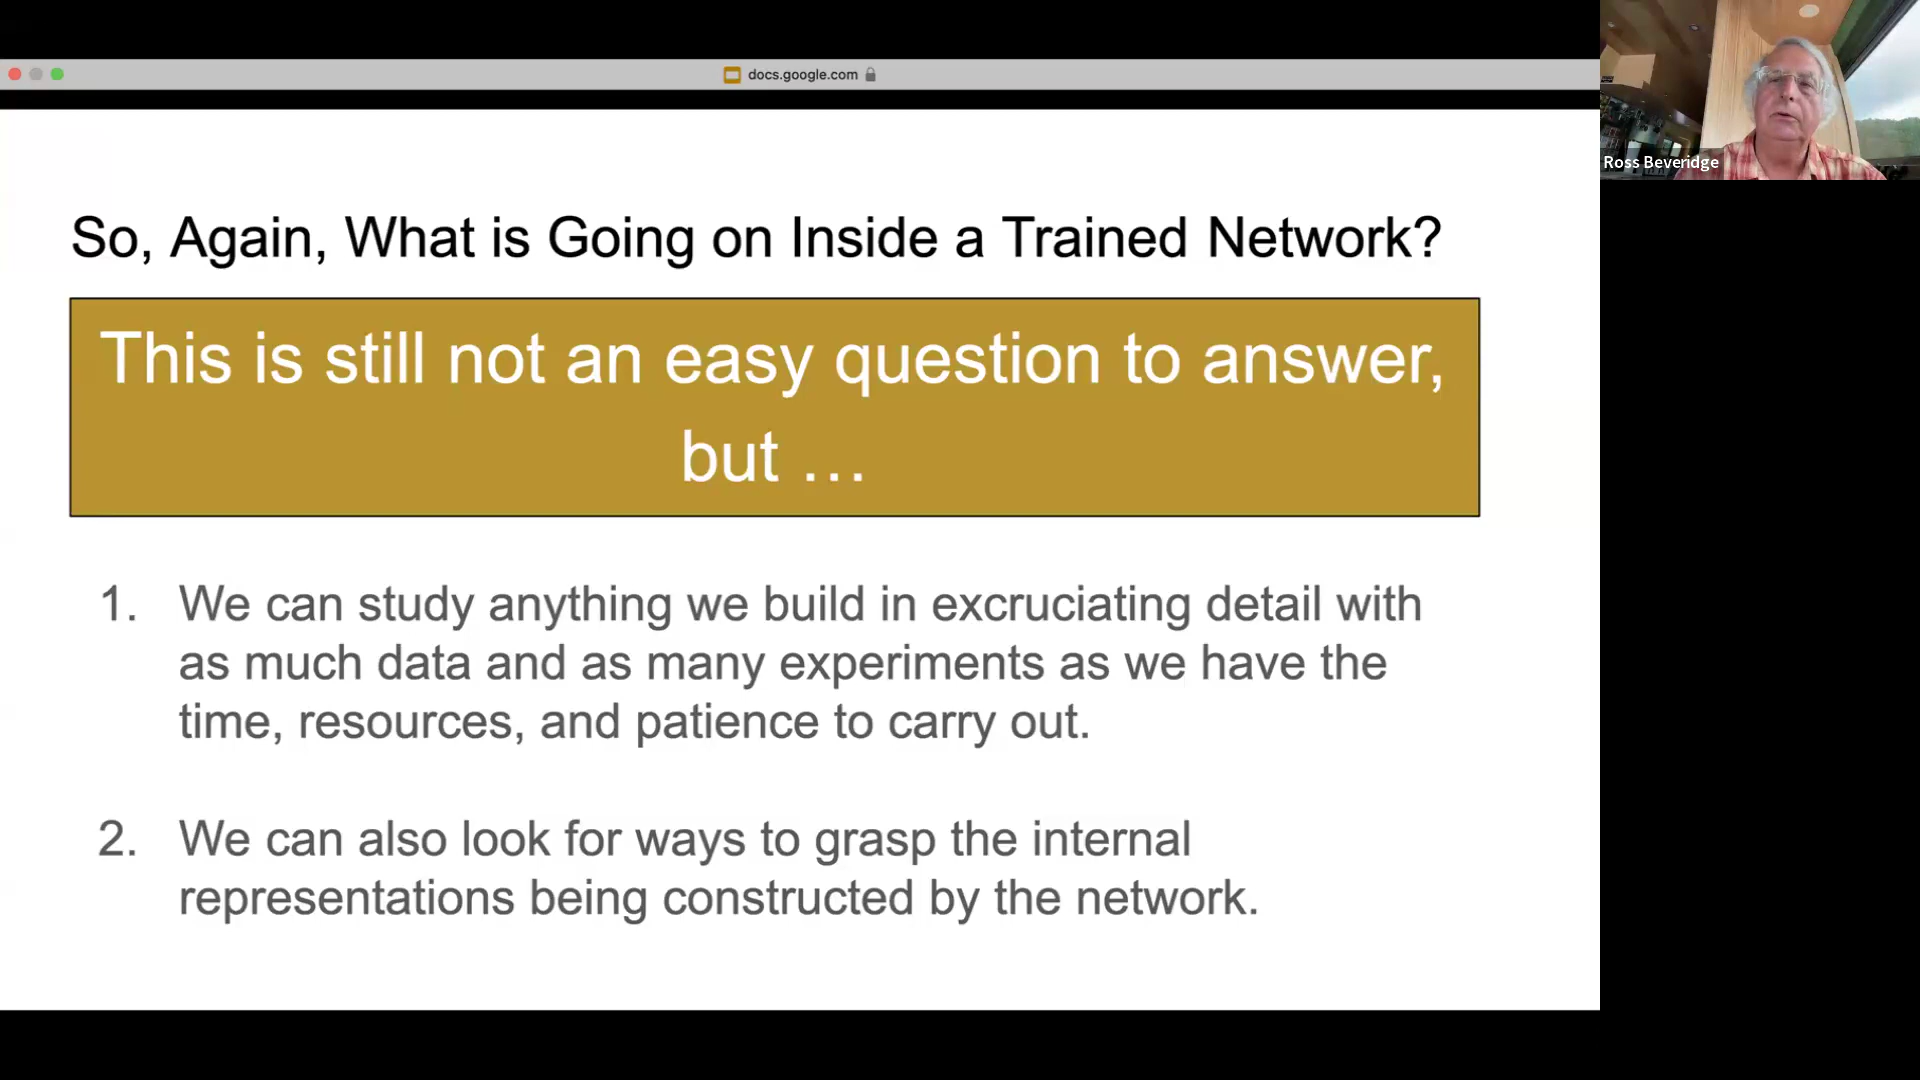 docs.google.com
Ross Beveridge
So, Again, What is Going on Inside a Trained Network?
This is still not an easy question to answer,
but …
1. We can study anything we build in excruciating detail with
as much data and as many experiments as we have the
time, resources, and patience to carry out.
2. We can also look for ways to grasp the internal
representations being constructed by the network.